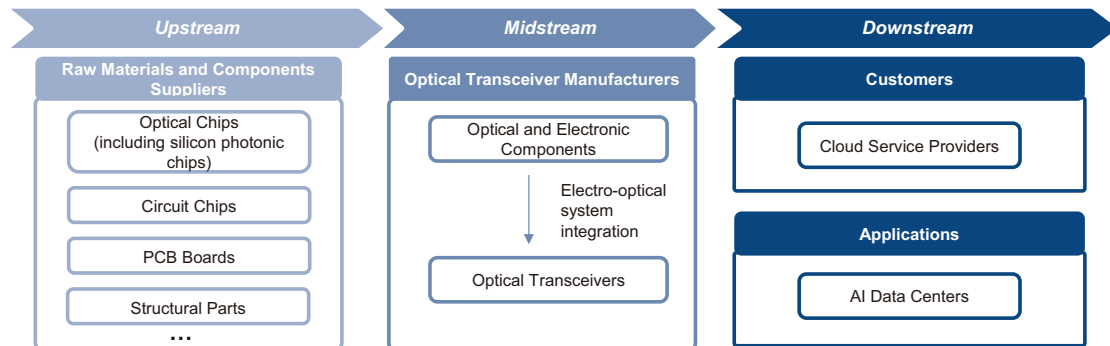 Upstream
Midstream
Downstream
Raw Materials and Components
Suppliers
Optical Chips
(including silicon photonic
chips)
Circuit Chips
PCB Boards
Structural Parts
...
Optical Transceiver Manufacturers
Optical and Electronic
Components
Electro-optical
system
integration
Optical Transceivers
Customers
Cloud Service Providers
Applications
AI Data Centers